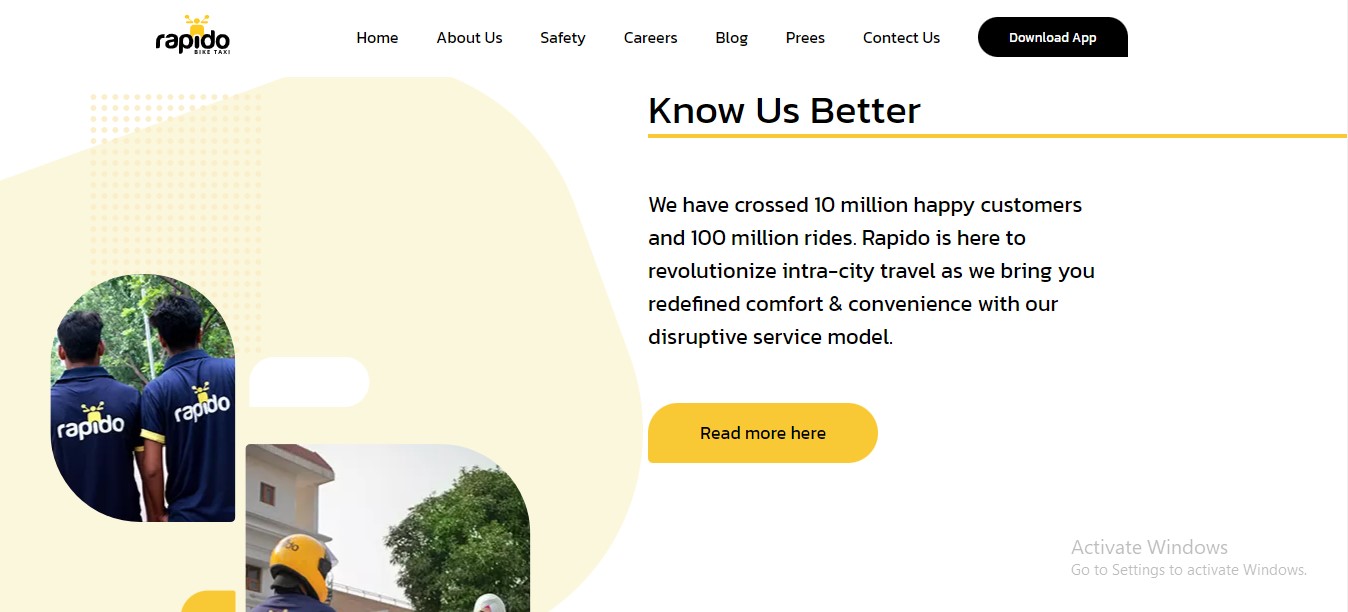 rapido
BIKE TAXI
Home About Us Safety Careers Blog Prees Contact Us Download App
Know Us Better
We have crossed 10 million happy customers
and 100 million rides. Rapido is here to
revolutionize intra-city travel as we bring you
redefined comfort & convenience with our
disruptive service model.
Read more here
rapido
rapido
Activate Windows
Go to Settings to activate Windows.